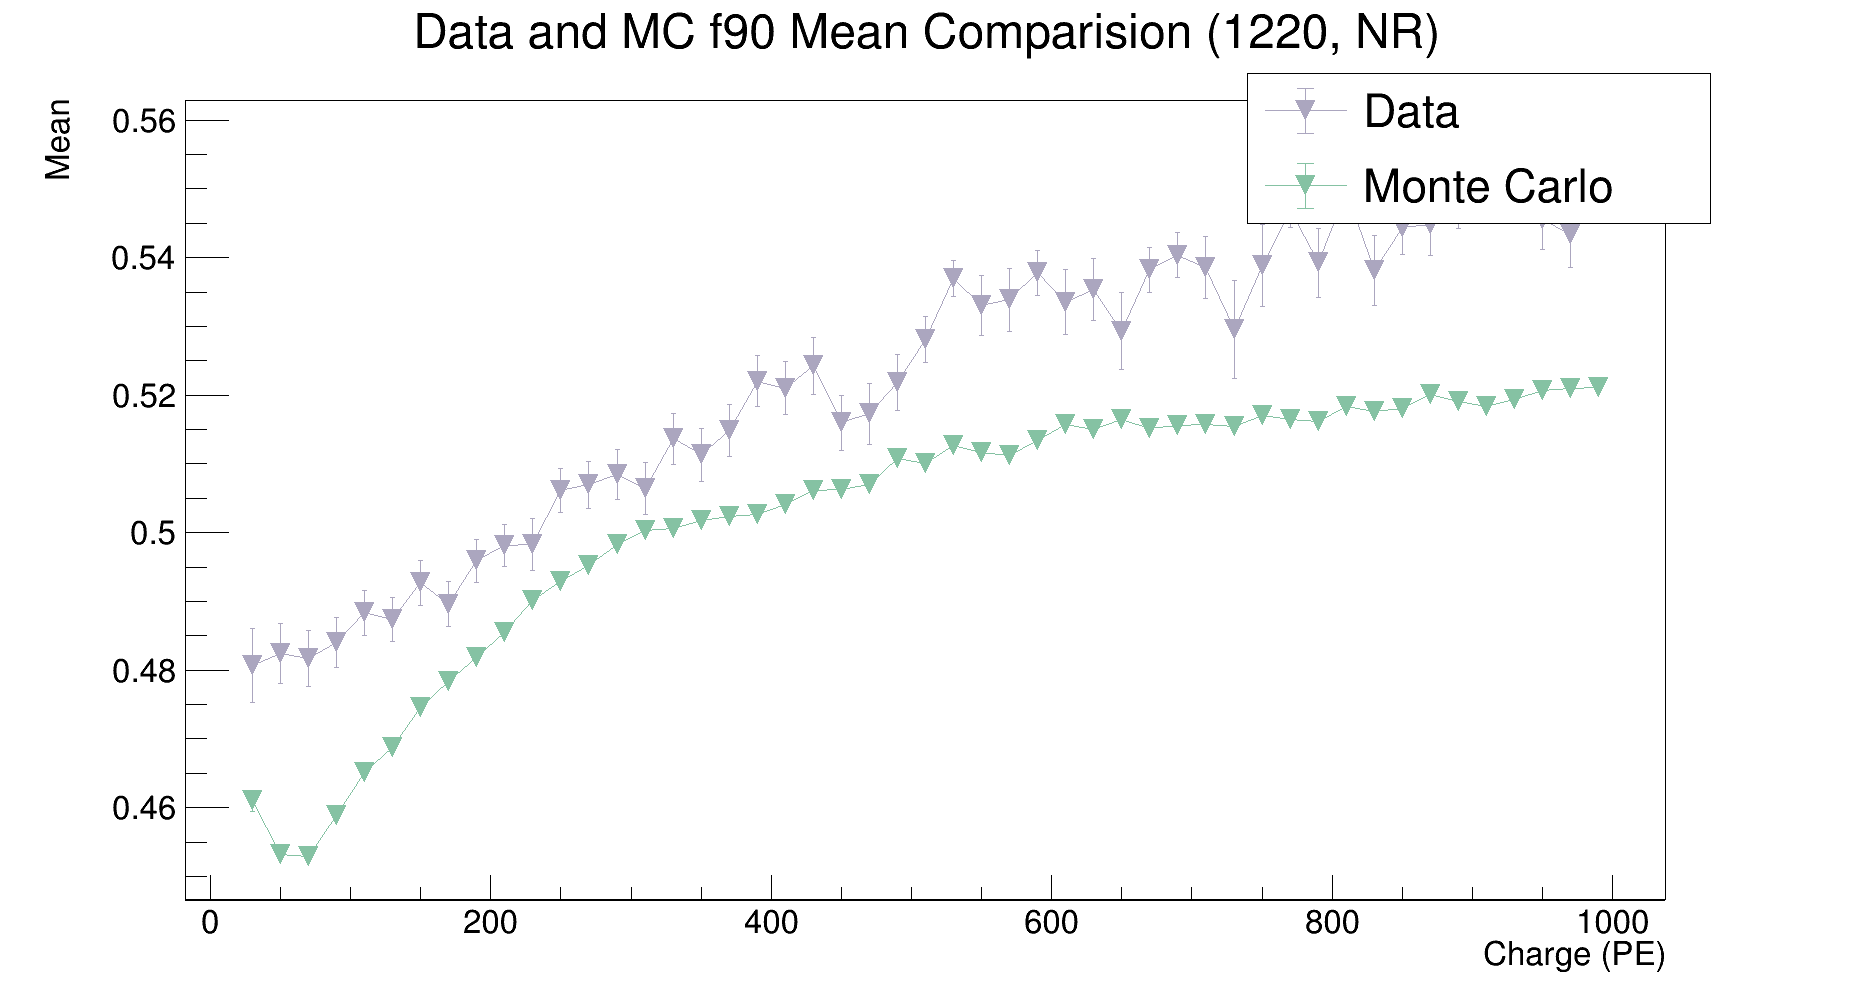 Data and MC f90 Mean Comparision (1220, NR)
Mean
Data
Monte Carlo
0.56
0.54
0.52
0.5
0.48
0.46
0 200 400 600 800 1000
Charge (PE)